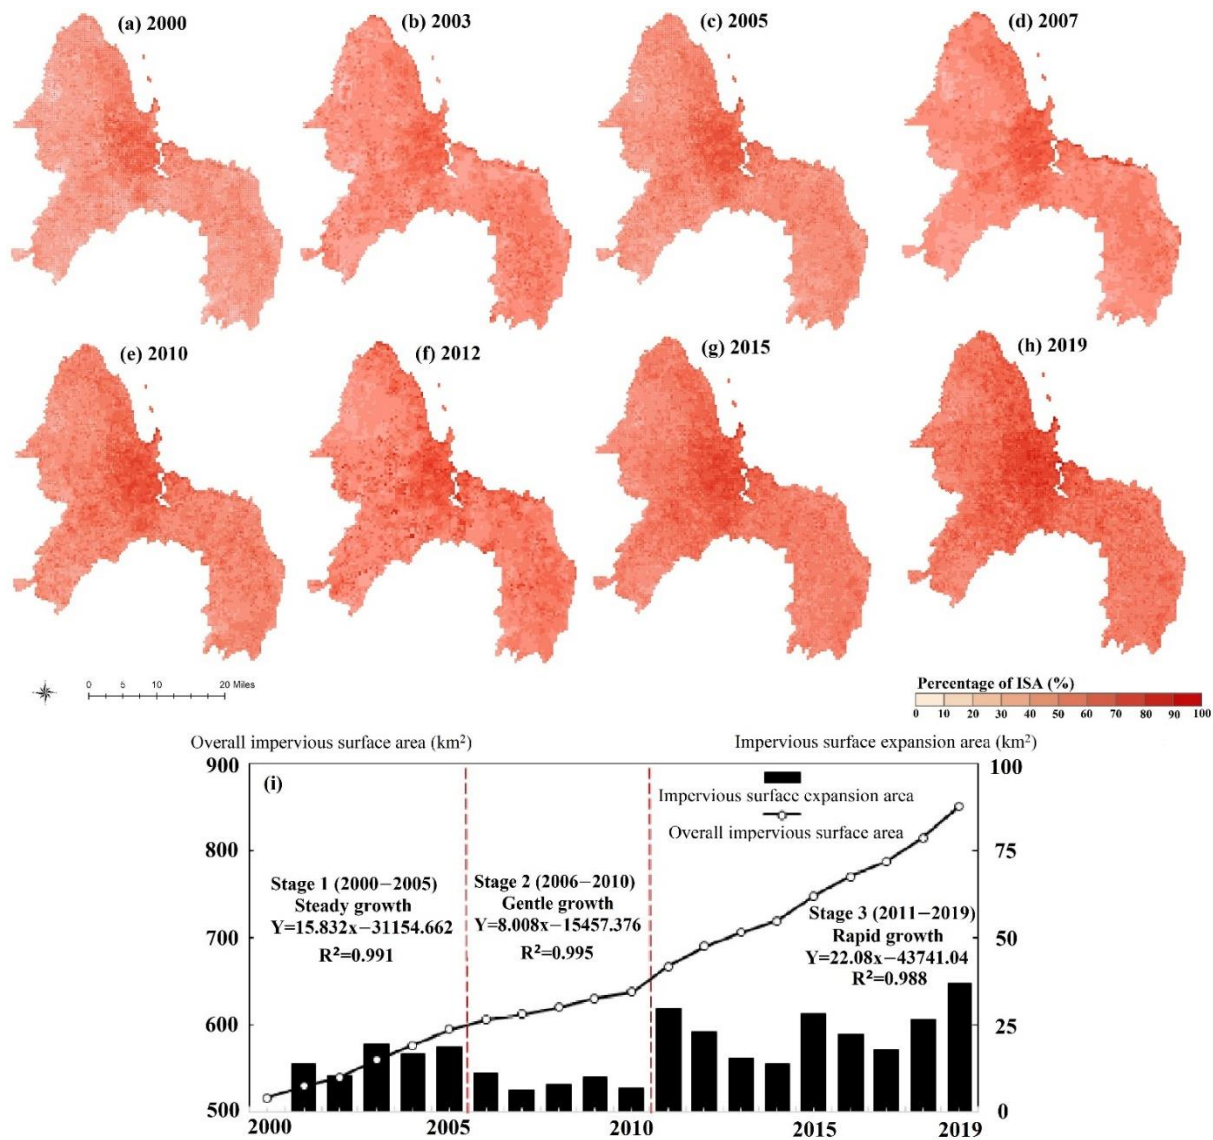 (a) 2000
(b) 2003
(c) 2005
(d) 2007
(e) 2010
(f) 2012
(g) 2015
(h) 2019
0 5 10 20 Miles
Percentage of ISA (%)
0 10 20 30 40 50 60 70 80 90 100
Overall impervious surface area (km²)
Impervious surface expansion area (km²)
(i)
Impervious surface expansion area
Overall impervious surface area
Stage 1 (2000−2005)
Steady growth
Y=15.832x−31154.662
R²=0.991
Stage 2 (2006−2010)
Gentle growth
Y=8.008x−15457.376
R²=0.995
Stage 3 (2011−2019)
Rapid growth
Y=22.08x−43741.04
R²=0.988
900
800
700
600
500
100
75
50
25
0
2000 2005 2010 2015 2019